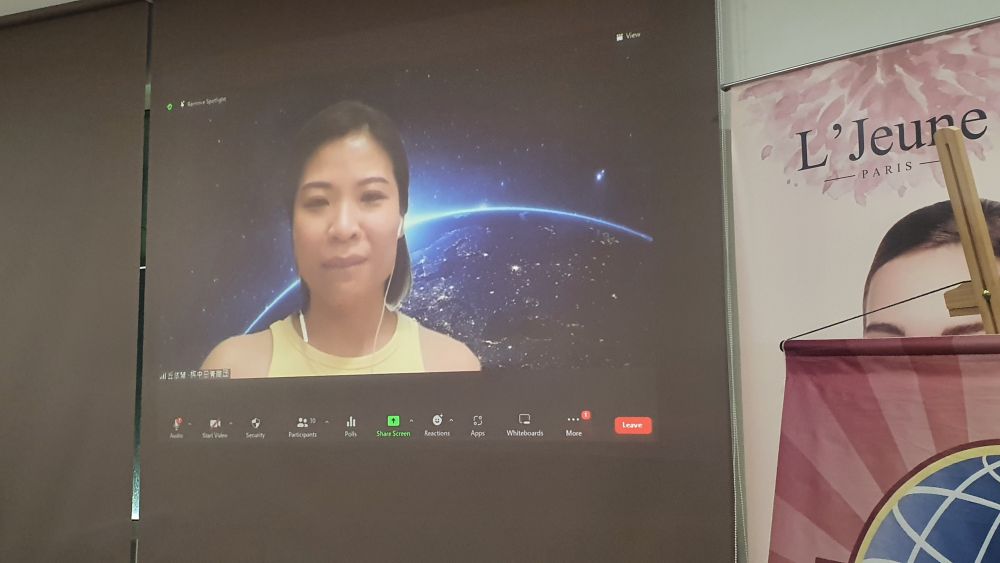 View
Remove Spotlight
L'Jeune
PARIS
Audio
Start Video
Security
Participants
10
Polls
Share Screen
Reactions
Apps
Whiteboards
More
1
Leave